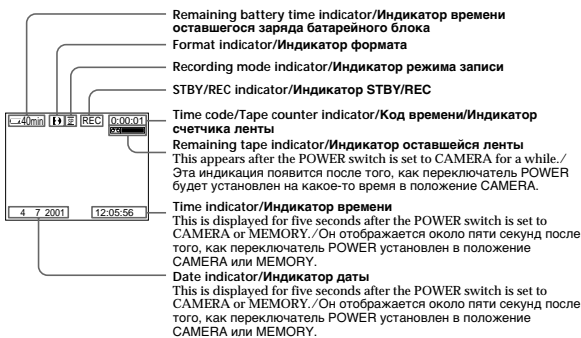 Remaining battery time indicator/Индикатор времени
оставшегося заряда батарейного блока
Format indicator/Индикатор формата
Recording mode indicator/Индикатор режима записи
STBY/REC indicator/Индикатор STBY/REC
40min REC 0:00:01
Time code/Tape counter indicator/Код времени/Индикатор
счетчика ленты
Remaining tape indicator/Индикатор оставшейся ленты
This appears after the POWER switch is set to CAMERA for a while./
Эта индикация появится после того, как переключатель POWER
будет установлен на какое-то время в положение CAMERA.
4 7 2001 12:05:56
Time indicator/Индикатор времени
This is displayed for five seconds after the POWER switch is set to
CAMERA or MEMORY./Он отображается около пяти секунд после
того, как переключатель POWER установлен в положение
CAMERA или MEMORY.
Date indicator/Индикатор даты
This is displayed for five seconds after the POWER switch is set to
CAMERA or MEMORY./Он отображается около пяти секунд после
того, как переключатель POWER установлен в положение
CAMERA или MEMORY.